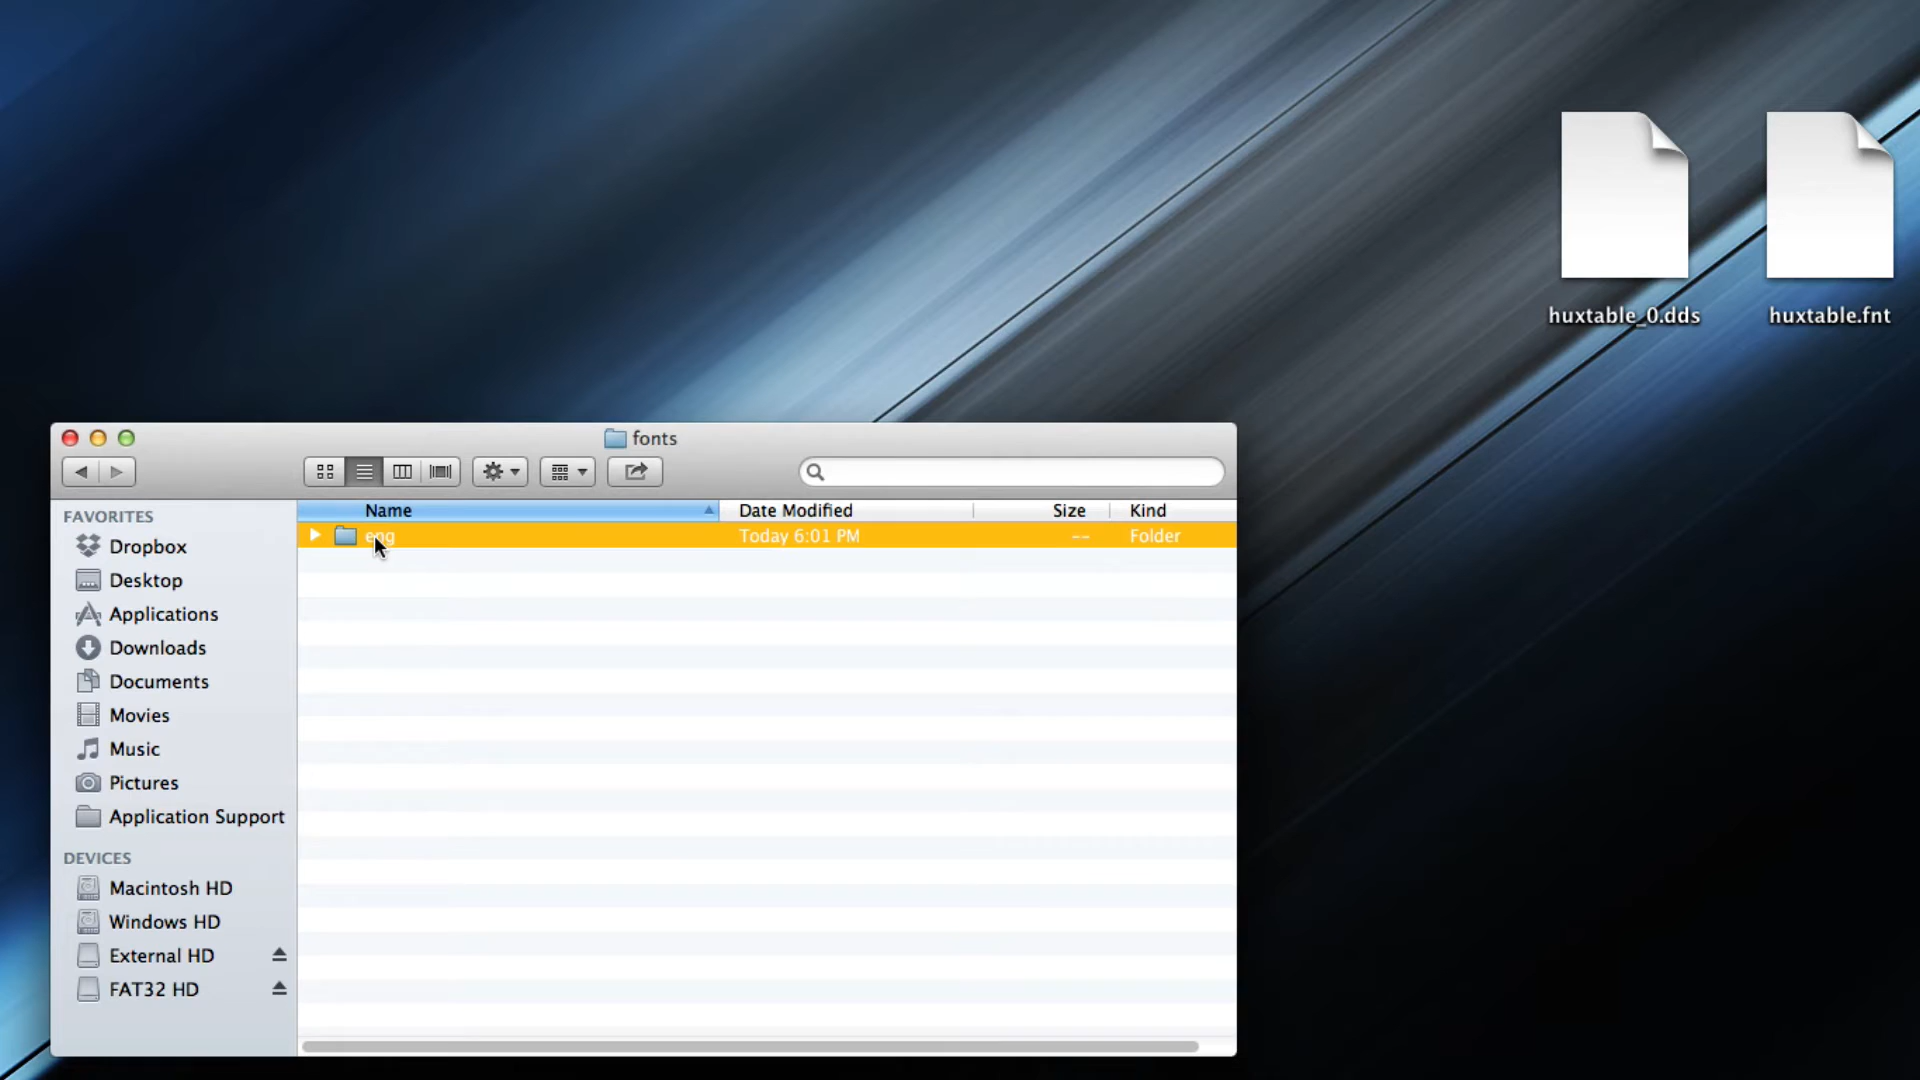 huxtable_0.dds
huxtable.fnt
fonts
Name
Date Modified
Size
Kind
eng
Today 6:01 PM
--
Folder
FAVORITES
Dropbox
Desktop
Applications
Downloads
Documents
Movies
Music
Pictures
Application Support
DEVICES
Macintosh HD
Windows HD
External HD
FAT32 HD